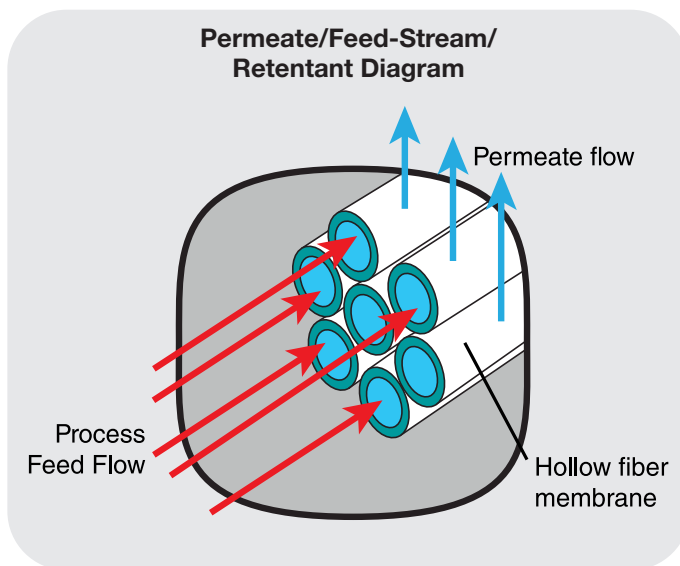 Permeate/Feed-Stream/
Retentant Diagram
Permeate flow
Process
Feed Flow
Hollow fiber
membrane